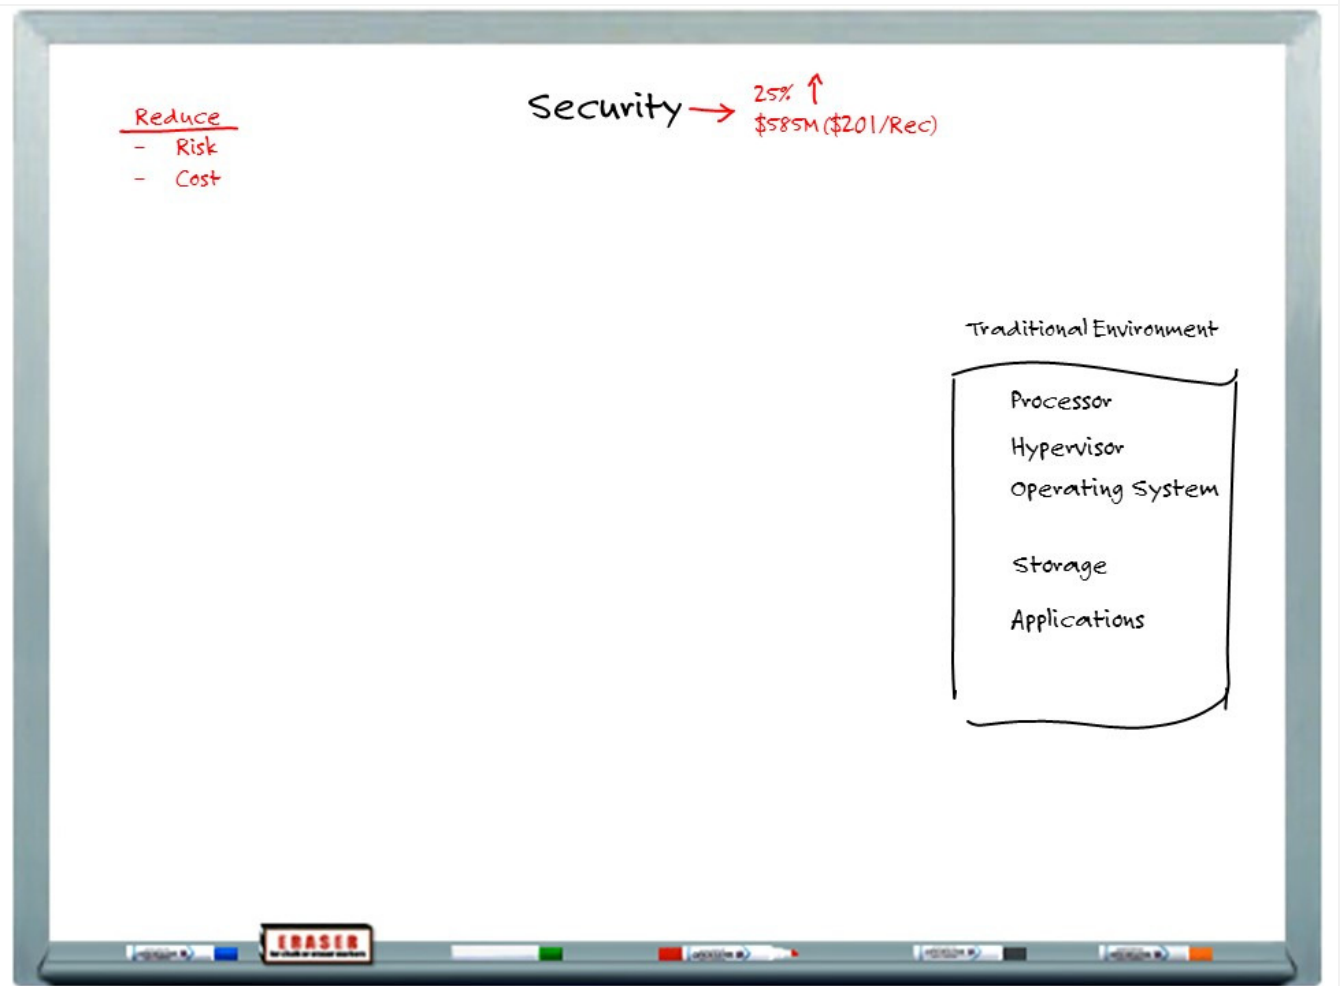 Security → 25% ↑
$585M ($201/Rec)
Reduce
- Risk
- Cost
Traditional Environment
Processor
Hypervisor
Operating System
Storage
Applications
ERASER